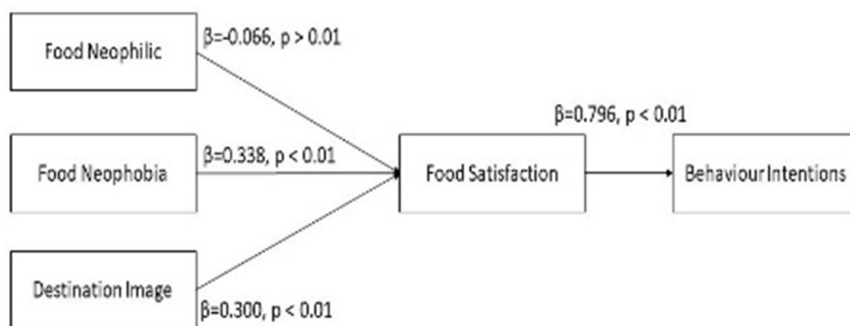 Food Neophilic
β=-0.066, p > 0.01
Food Neophobia
β=0.338, p < 0.01
Destination Image
β=0.300, p < 0.01
Food Satisfaction
β=0.796, p < 0.01
Behaviour Intentions